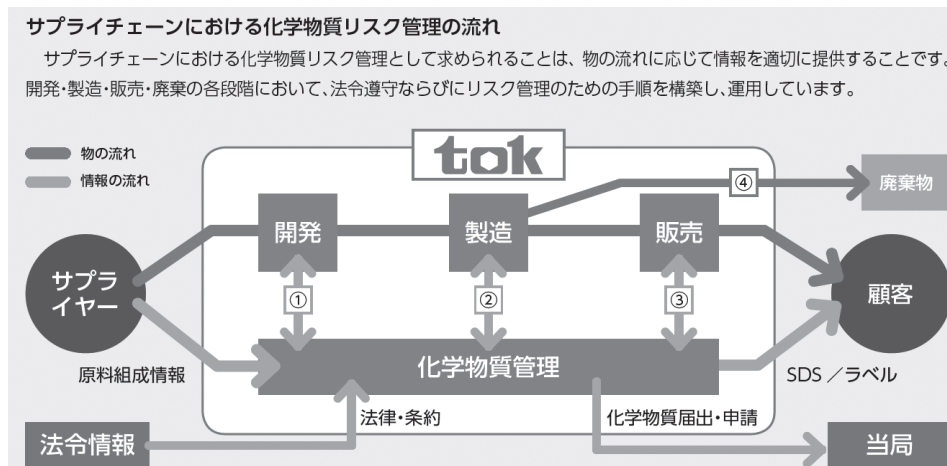 サプライチェーンにおける化学物質リスク管理の流れ
サプライチェーンにおける化学物質リスク管理として求められることは、物の流れに応じて情報を適切に提供することです。
開発・製造・販売・廃棄の各段階において、法令遵守ならびにリスク管理のための手順を構築し、運用しています。
tok
物の流れ
情報の流れ
④
廃棄物
開発
製造
販売
サプラ
イヤー
①
②
③
顧客
化学物質管理
原料組成情報
SDS/ラベル
法律・条約
化学物質届出・申請
法令情報
当局